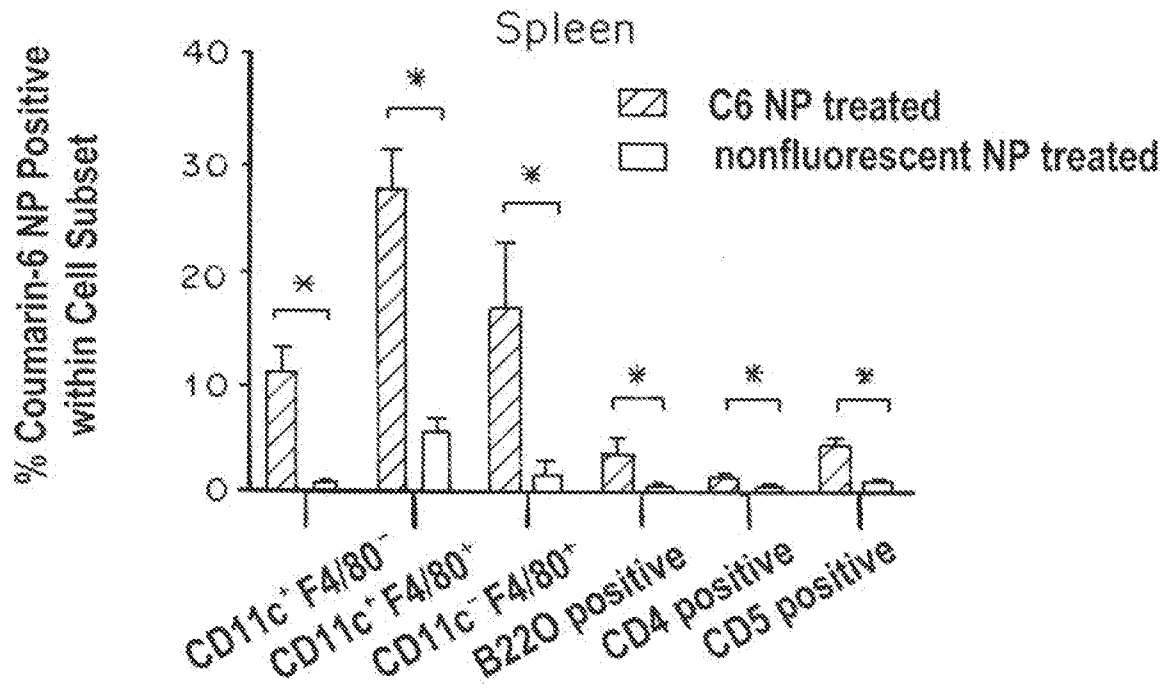 Spleen
% Coumarin-6 NP Positive
within Cell Subset
40
30
20
10
0
*
*
*
*
*
*
C6 NP treated
nonfluorescent NP treated
CD11c⁺ F4/80⁻
CD11c⁺ F4/80⁺
CD11c⁻ F4/80⁺
B22O positive
CD4 positive
CD5 positive